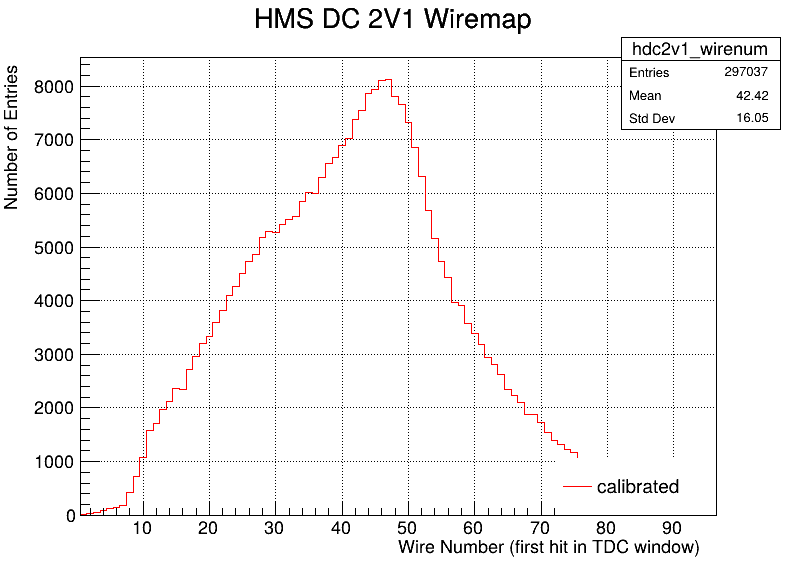 HMS DC 2V1 Wiremap
hdc2v1_wirenum
Entries 297037
Mean 42.42
Std Dev 16.05
Number of Entries
8000
7000
6000
5000
4000
3000
2000
1000
0
calibrated
10 20 30 40 50 60 70 80 90
Wire Number (first hit in TDC window)